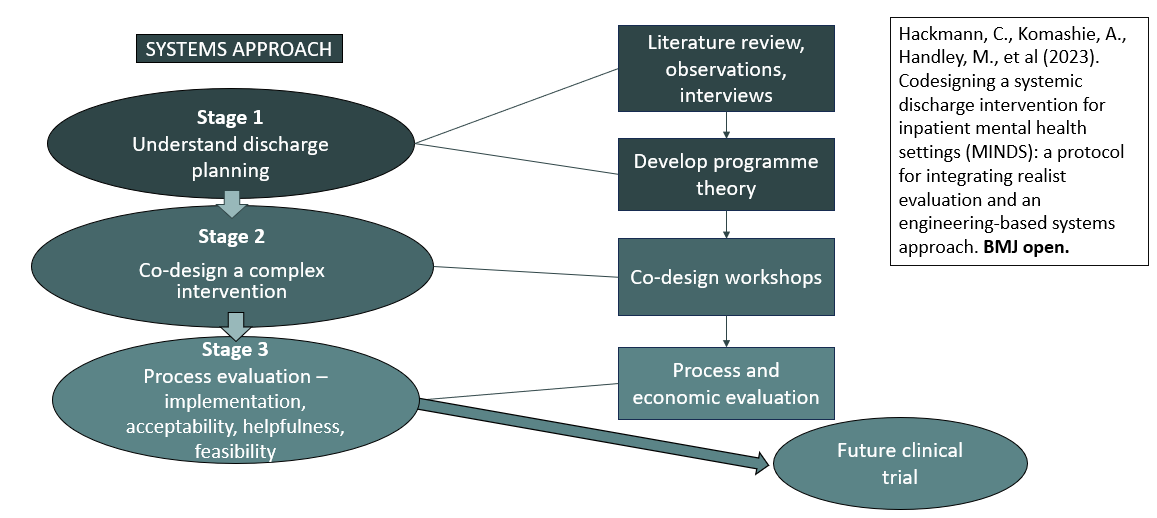 SYSTEMS APPROACH
Stage 1
Understand discharge
planning
Stage 2
Co-design a complex
intervention
Stage 3
Process evaluation –
implementation,
acceptability, helpfulness,
feasibility
Literature review,
observations,
interviews
Develop programme
theory
Co-design workshops
Process and
economic evaluation
Future clinical
trial
Hackmann, C., Komashie, A.,
Handley, M., et al (2023).
Codesigning a systemic
discharge intervention for
inpatient mental health
settings (MINDS): a protocol
for integrating realist
evaluation and an
engineering-based systems
approach. BMJ open.